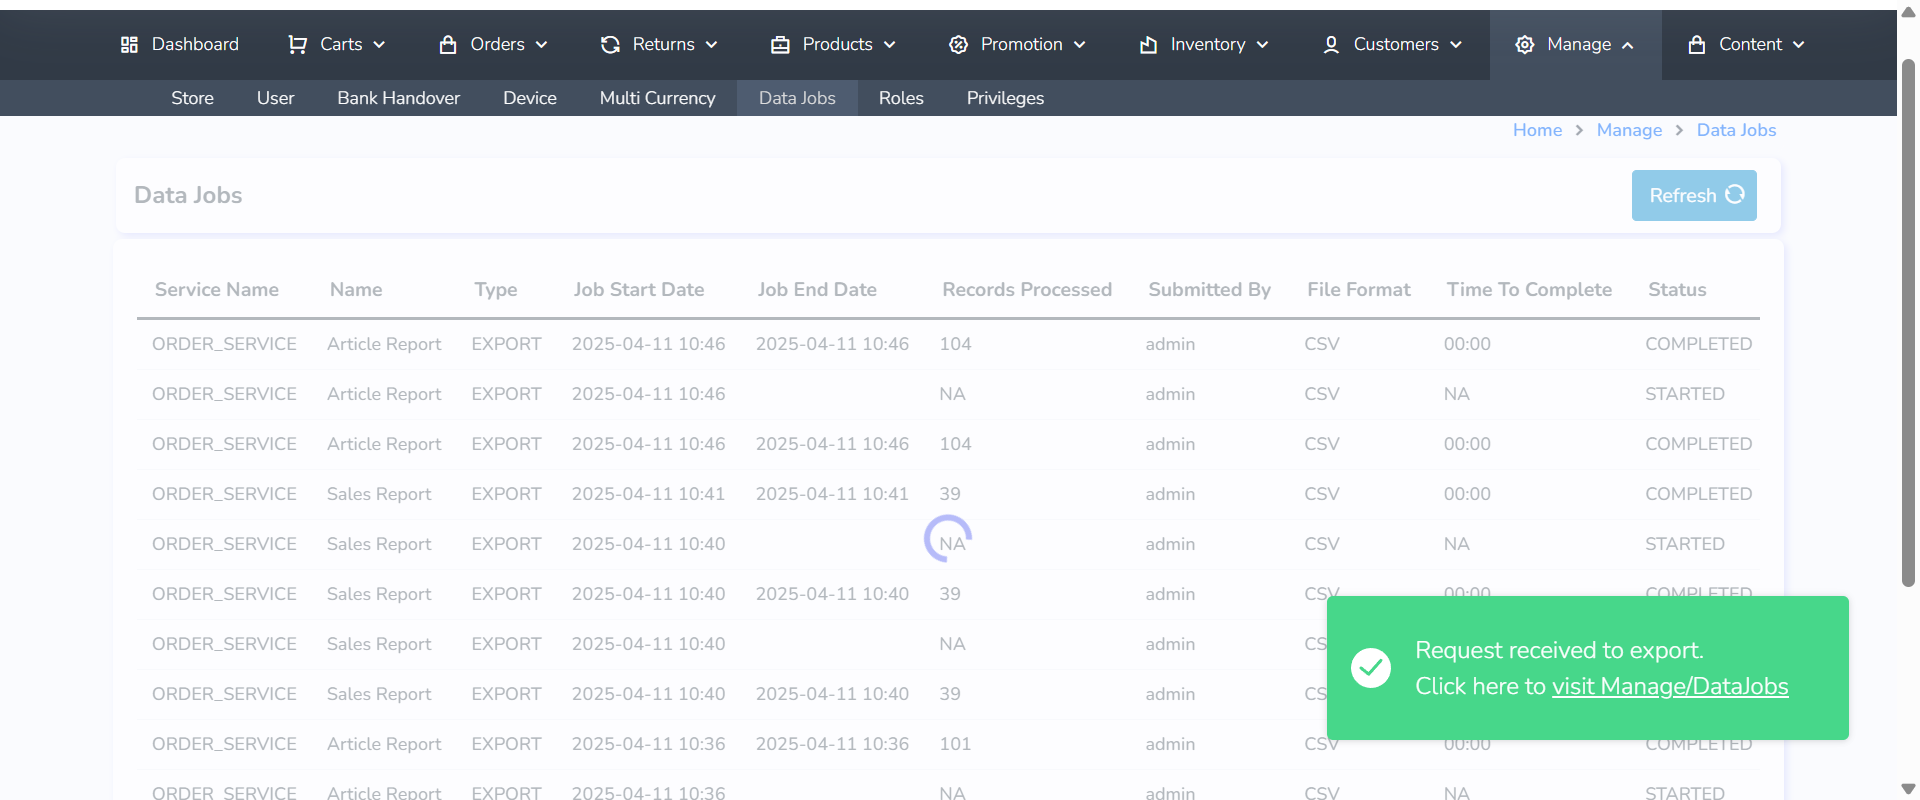 Dashboard Carts Orders Returns Products Promotion Inventory Customers Manage Content
Store User Bank Handover Device Multi Currency Data Jobs Roles Privileges
Home > Manage > Data Jobs
Data Jobs
Refresh
Service Name Name Type Job Start Date Job End Date Records Processed Submitted By File Format Time To Complete Status
ORDER_SERVICE Article Report EXPORT 2025-04-11 10:46 2025-04-11 10:46 104 admin CSV 00:00 COMPLETED
ORDER_SERVICE Article Report EXPORT 2025-04-11 10:46 NA admin CSV NA STARTED
ORDER_SERVICE Article Report EXPORT 2025-04-11 10:46 2025-04-11 10:46 104 admin CSV 00:00 COMPLETED
ORDER_SERVICE Sales Report EXPORT 2025-04-11 10:41 2025-04-11 10:41 39 admin CSV 00:00 COMPLETED
ORDER_SERVICE Sales Report EXPORT 2025-04-11 10:40 NA admin CSV NA STARTED
ORDER_SERVICE Sales Report EXPORT 2025-04-11 10:40 2025-04-11 10:40 39 admin CSV 00:00 COMPLETED
ORDER_SERVICE Sales Report EXPORT 2025-04-11 10:40 NA admin CS
ORDER_SERVICE Sales Report EXPORT 2025-04-11 10:40 2025-04-11 10:40 39 admin CS
ORDER_SERVICE Article Report EXPORT 2025-04-11 10:36 2025-04-11 10:36 101 admin CSV 00:00 COMPLETED
ORDER_SERVICE Article Report EXPORT 2025-04-11 10:36 NA admin CSV NA STARTED
Request received to export.
Click here to visit Manage/DataJobs